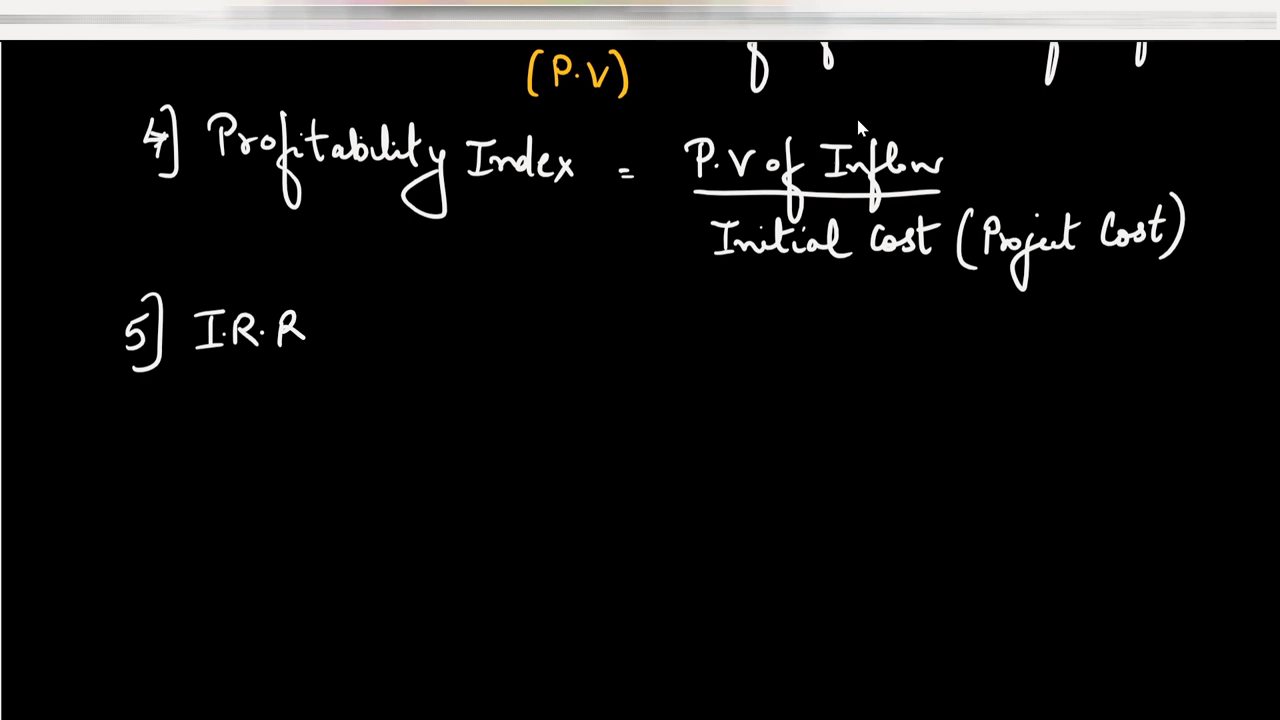 (P.V)
4] Profitability Index = P.V of Inflow
Initial Cost (Project Cost)
5] I.R.R